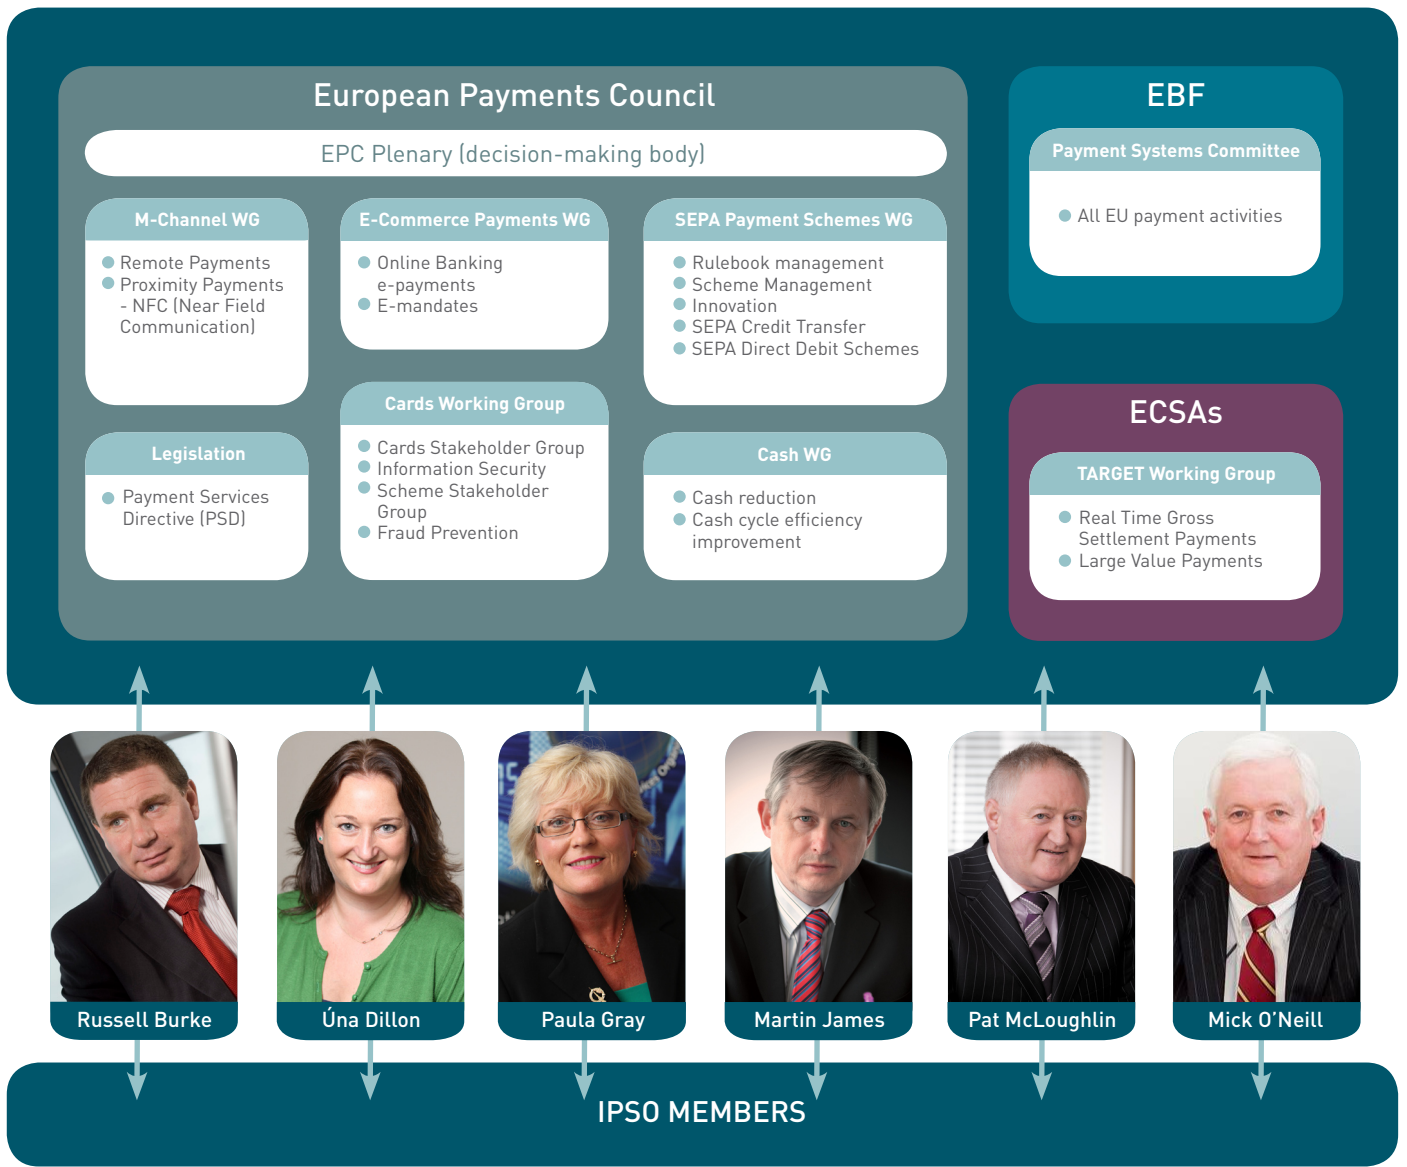 European Payments Council
EPC Plenary (decision-making body)
M-Channel WG
Remote Payments
Proximity Payments
- NFC (Near Field
Communication)
E-Commerce Payments WG
Online Banking
e-payments
E-mandates
SEPA Payment Schemes WG
Rulebook management
Scheme Management
Innovation
SEPA Credit Transfer
SEPA Direct Debit Schemes
Legislation
Payment Services
Directive (PSD)
Cards Working Group
Cards Stakeholder Group
Information Security
Scheme Stakeholder
Group
Fraud Prevention
Cash WG
Cash reduction
Cash cycle efficiency
improvement
EBF
Payment Systems Committee
All EU payment activities
ECSAs
TARGET Working Group
Real Time Gross
Settlement Payments
Large Value Payments
Russell Burke
Úna Dillon
Paula Gray
Martin James
Pat McLoughlin
Mick O'Neill
IPSO MEMBERS